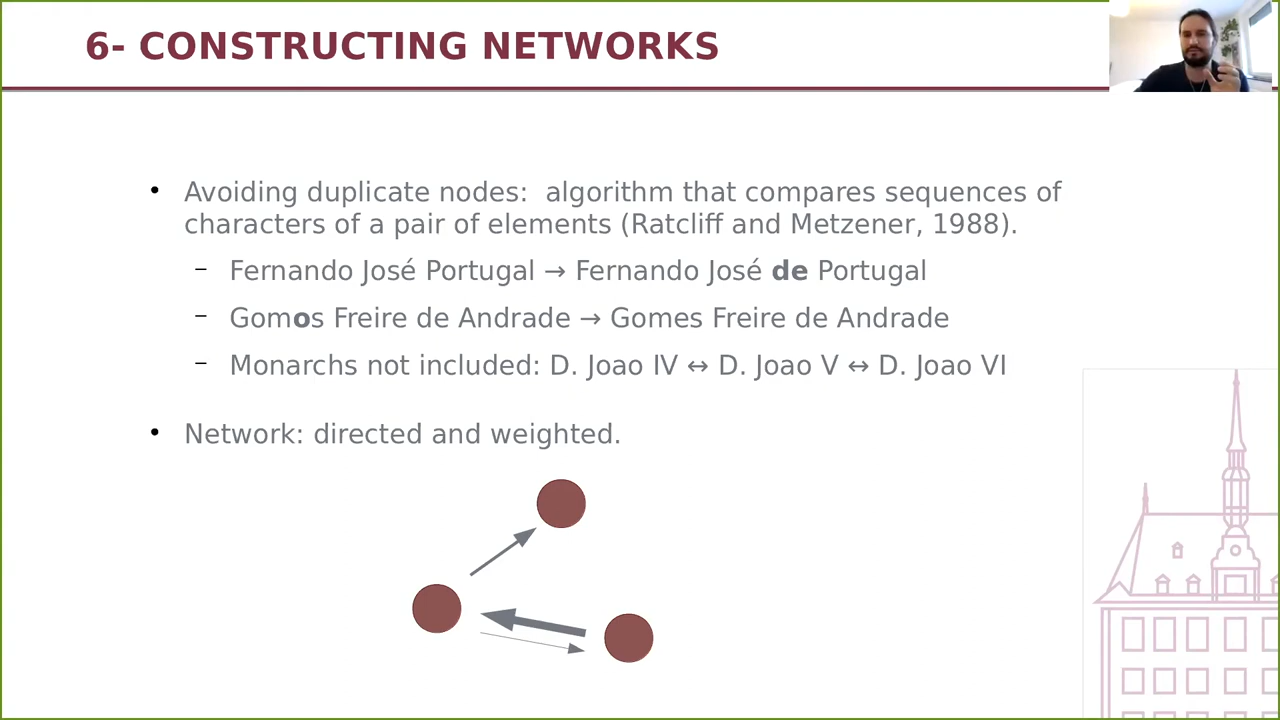 6- CONSTRUCTING NETWORKS
• Avoiding duplicate nodes:  algorithm that compares sequences of
characters of a pair of elements (Ratcliff and Metzener, 1988).
– Fernando José Portugal → Fernando José de Portugal
– Gomos Freire de Andrade → Gomes Freire de Andrade
– Monarchs not included: D. Joao IV ↔ D. Joao V ↔ D. Joao VI
• Network: directed and weighted.